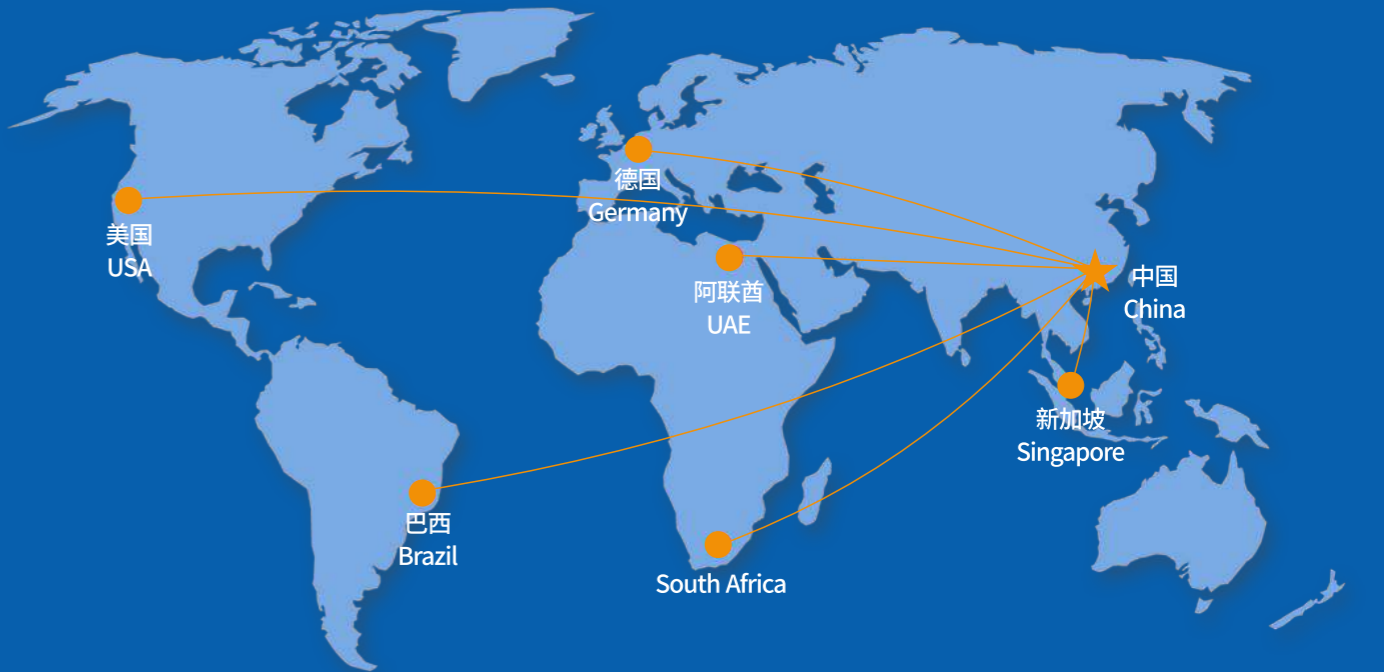 德国
Germany
美国
USA
阿联酋
UAE
中国
China
新加坡
Singapore
巴西
Brazil
South Africa